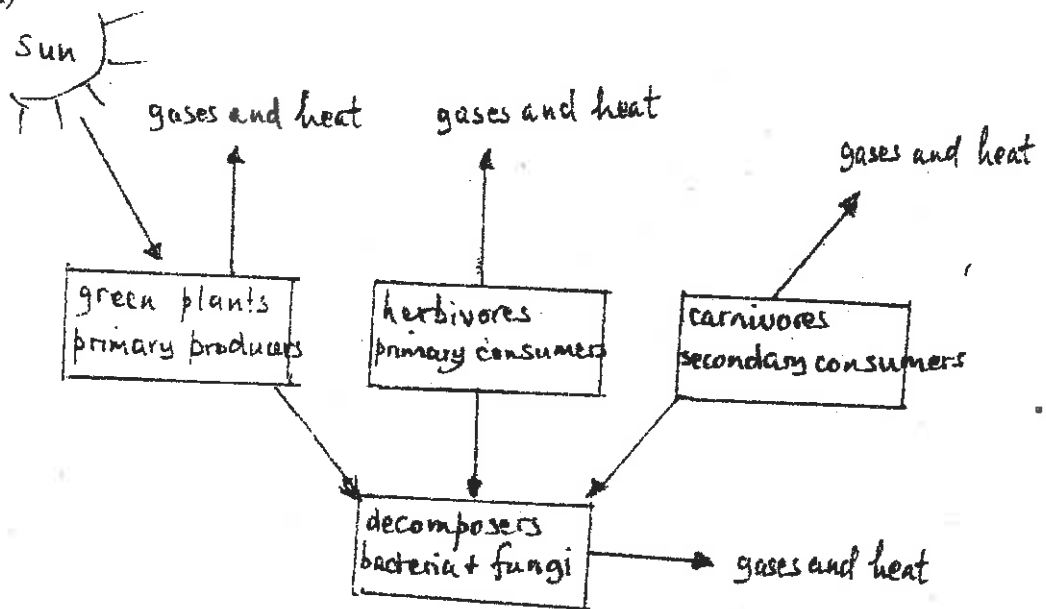 Sun
gases and heat
gases and heat
gases and heat
green plants
primary producers
herbivores
primary consumers
carnivores
secondary consumers
decomposers
bacteria + fungi
gases and heat